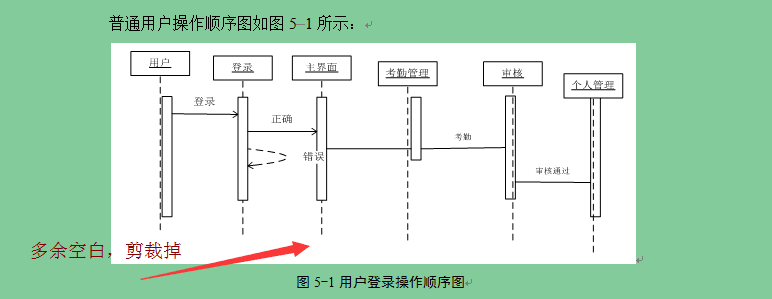 普通用户操作顺序图如图 5-1 所示：
用户
登录
主界面
考勤管理
审核
个人管理
登录
正确
错误
考勤
审核通过
多余空白，剪裁掉
图 5-1 用户登录操作顺序图